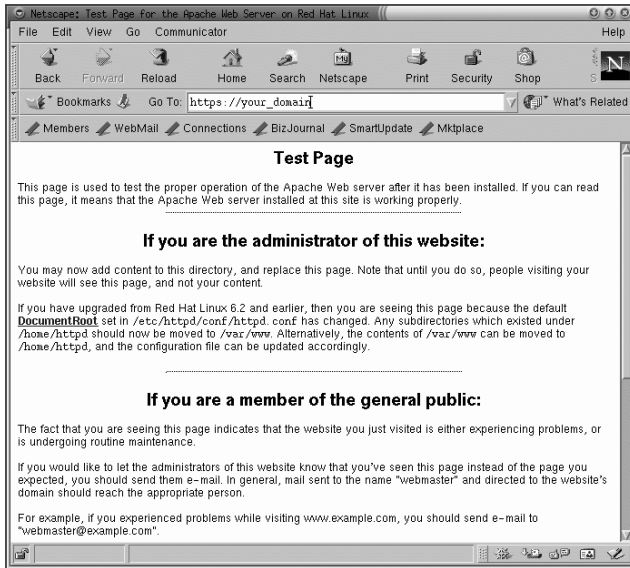 Netscape: Test Page for the Apache Web Server on Red Hat Linux
File Edit View Go Communicator Help
My
N
Back Forward Reload Home Search Netscape Print Security Shop S
Bookmarks Go To: https://your_domain What's Related
Members WebMail Connections BizJournal SmartUpdate Mktplace
Test Page
This page is used to test the proper operation of the Apache Web server after it has been installed. If you can read
this page, it means that the Apache Web server installed at this site is working properly.
If you are the administrator of this website:
You may now add content to this directory, and replace this page. Note that until you do so, people visiting your
website will see this page, and not your content.
If you have upgraded from Red Hat Linux 6.2 and earlier, then you are seeing this page because the default
DocumentRoot set in /etc/httpd/conf/httpd.conf has changed. Any subdirectories which existed under
/home/httpd should now be moved to /var/www. Alternatively, the contents of /var/www can be moved to
/home/httpd, and the configuration file can be updated accordingly.
If you are a member of the general public:
The fact that you are seeing this page indicates that the website you just visited is either experiencing problems, or
is undergoing routine maintenance.
If you would like to let the administrators of this website know that you've seen this page instead of the page you
expected, you should send them e-mail. In general, mail sent to the name "webmaster" and directed to the website's
domain should reach the appropriate person.
For example, if you experienced problems while visiting www.example.com, you should send e-mail to
"webmaster@example.com".